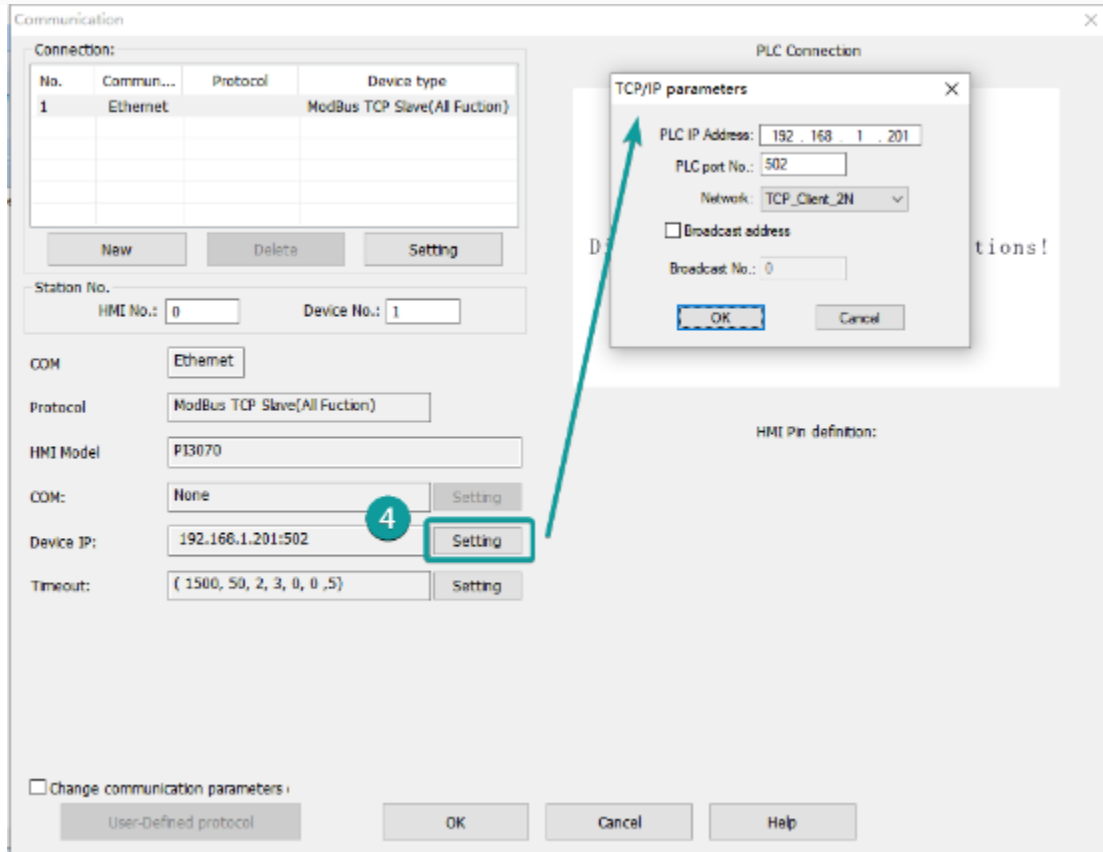 Communication
Connection:
No. Commun... Protocol Device type
1 Ethernet ModBus TCP Slave(All Fuction)
New Delete Setting
Station No.
HMI No.: 0 Device No.: 1
COM Ethernet
Protocol ModBus TCP Slave(All Fuction)
HMI Model PI3070
COM: None Setting
4
Device IP: 192.168.1.201:502 Setting
Timeout: ( 1500, 50, 2, 3, 0, 0 ,5) Setting
Change communication parameters
User-Defined protocol OK Cancel Help
PLC Connection
TCP/IP parameters
PLC IP Address: 192 . 168 . 1 . 201
PLC port No.: 502
Network: TCP_Client_2N
Broadcast address
Broadcast No.: 0
OK Cancel
tions!
HMI Pin definition: